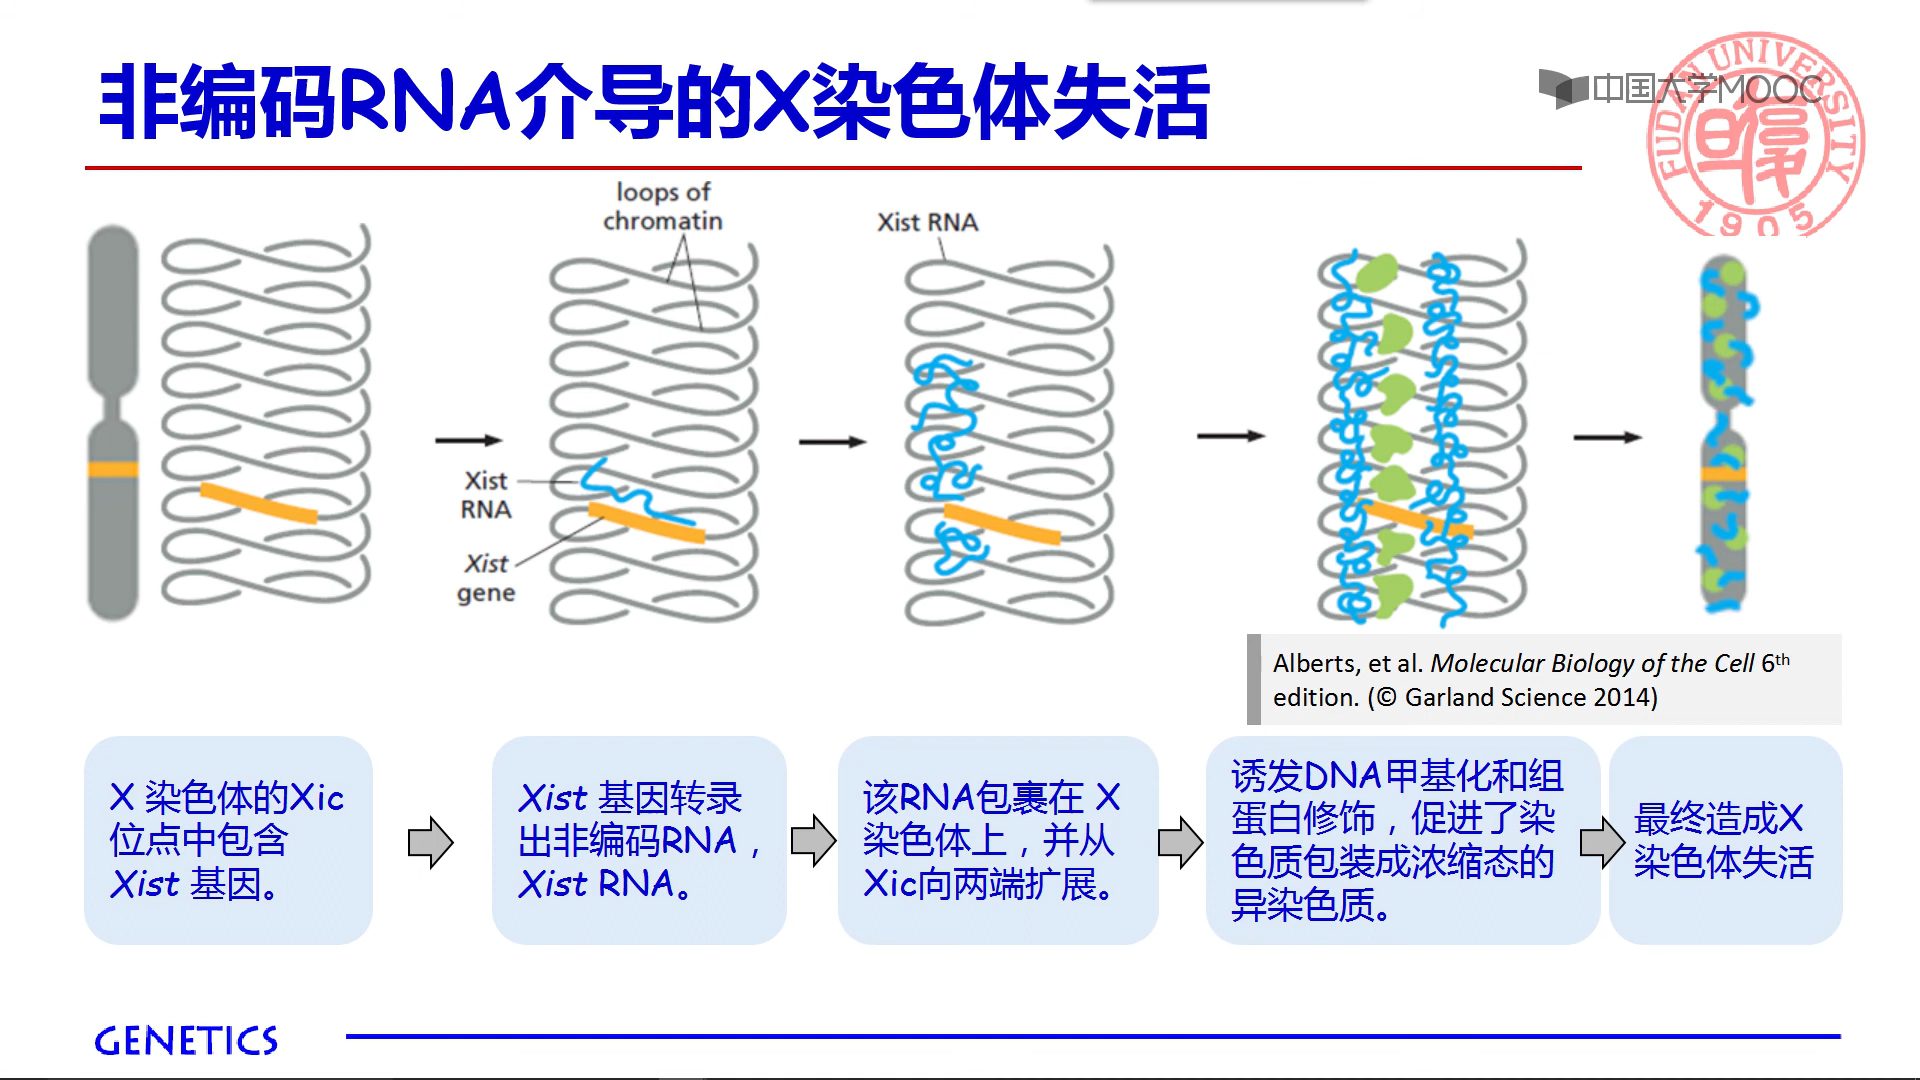 非编码RNA介导的X染色体失活
中国大学MOOC
FUDAN UNIVERSITY
1905
loops of
chromatin
Xist RNA
Xist
RNA
Xist
gene
Alberts, et al. Molecular Biology of the Cell 6th
edition. (© Garland Science 2014)
X 染色体的Xic
位点中包含
Xist 基因。
Xist 基因转录
出非编码RNA，
Xist RNA。
该RNA包裹在 X
染色体上，并从
Xic向两端扩展。
诱发DNA甲基化和组
蛋白修饰，促进了染
色质包装成浓缩态的
异染色质。
最终造成X
染色体失活
GENETICS